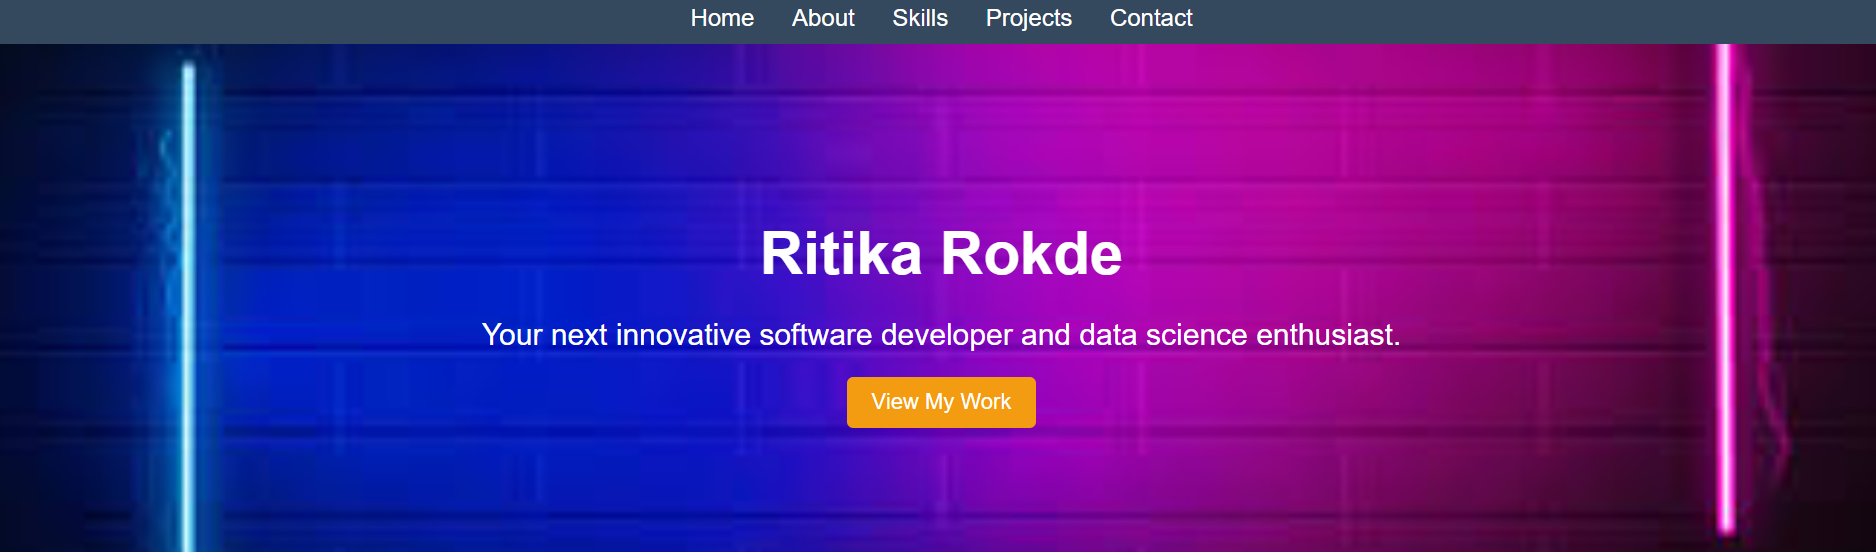 Home About Skills Projects Contact
Ritika Rokde
Your next innovative software developer and data science enthusiast.
View My Work